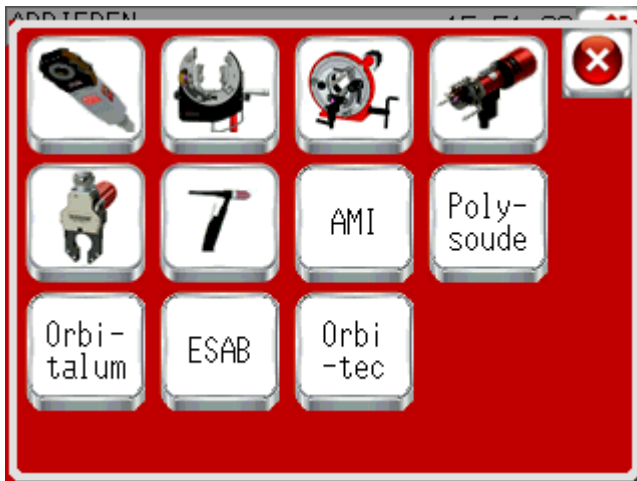 AMI
Poly-
soude
Orbi-
talum
ESAB
Orbi
-tec